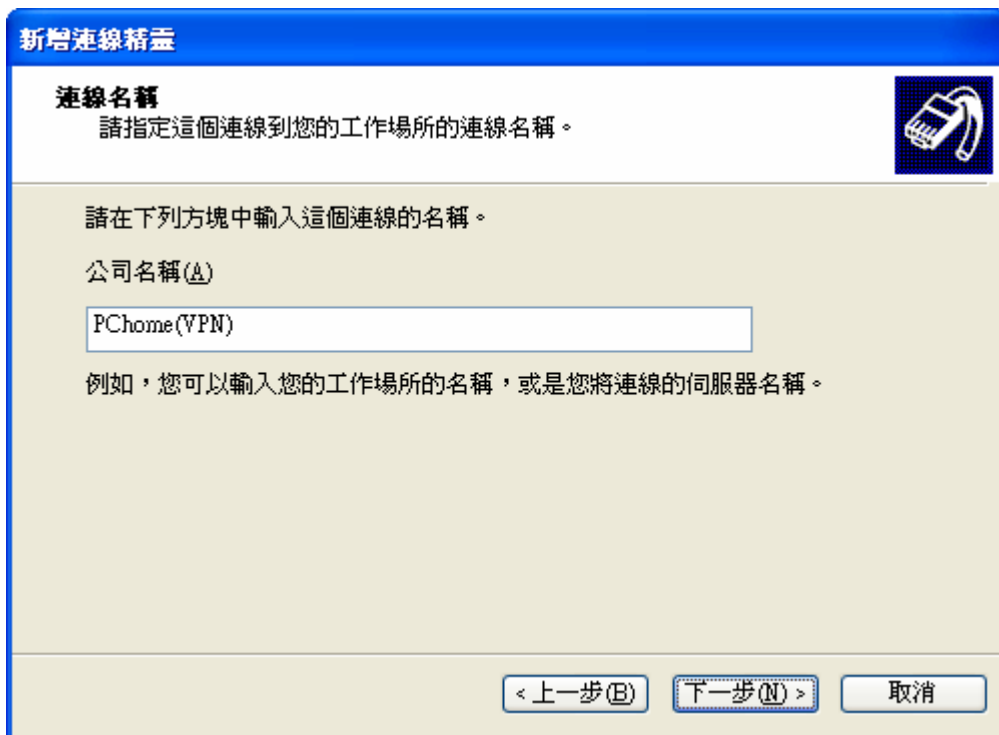 新增連線精靈
連線名稱
請指定這個連線到您的工作場所的連線名稱。
請在下列方塊中輸入這個連線的名稱。
公司名稱(A)
PChome(VPN)
例如，您可以輸入您的工作場所的名稱，或是您將連線的伺服器名稱。
<上一步(B) 下一步(N)> 取消